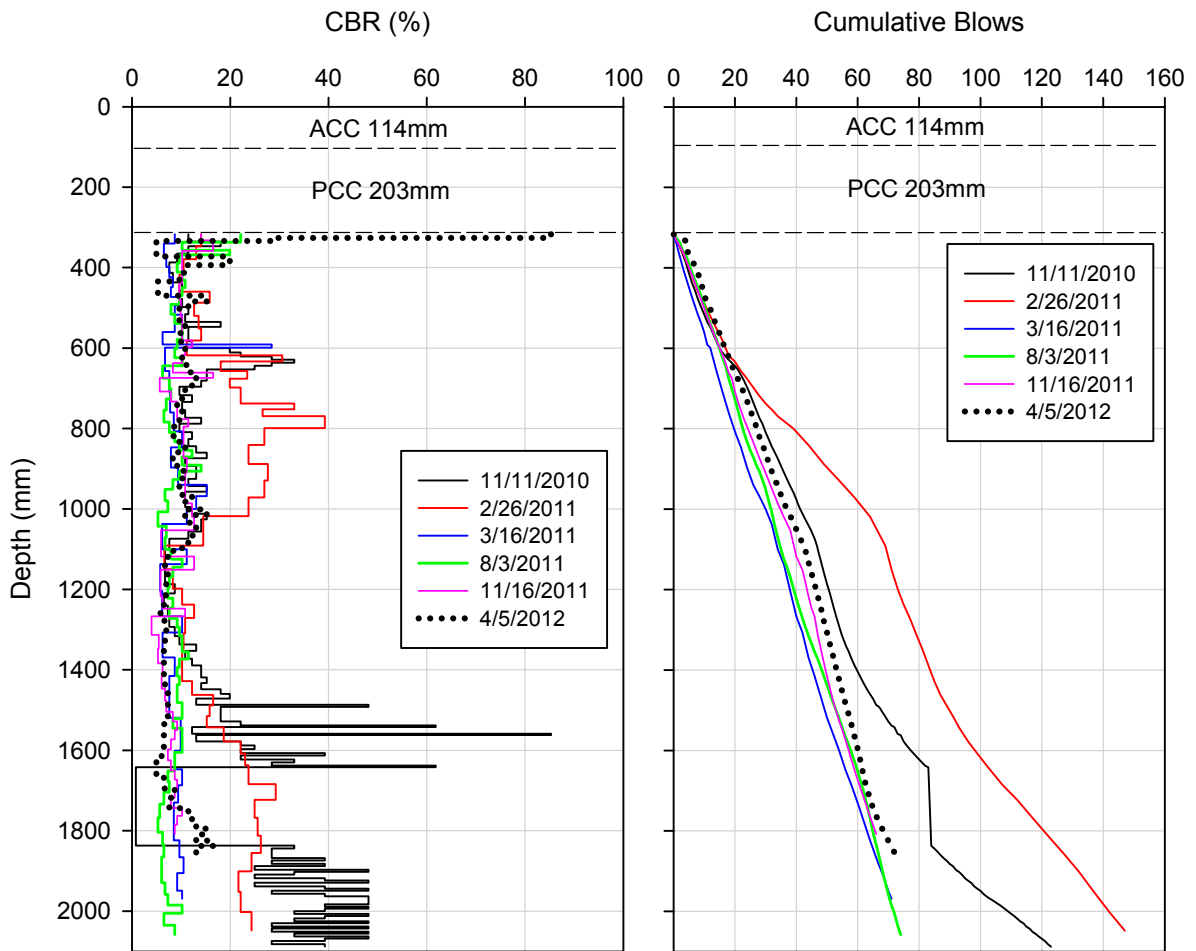 CBR (%)
Cumulative Blows
0 20 40 60 80 100
0 20 40 60 80 100 120 140 160
0
200
400
600
800
1000
1200
1400
1600
1800
2000
Depth (mm)
ACC 114mm
PCC 203mm
11/11/2010
2/26/2011
3/16/2011
8/3/2011
11/16/2011
4/5/2012
ACC 114mm
PCC 203mm
11/11/2010
2/26/2011
3/16/2011
8/3/2011
11/16/2011
4/5/2012